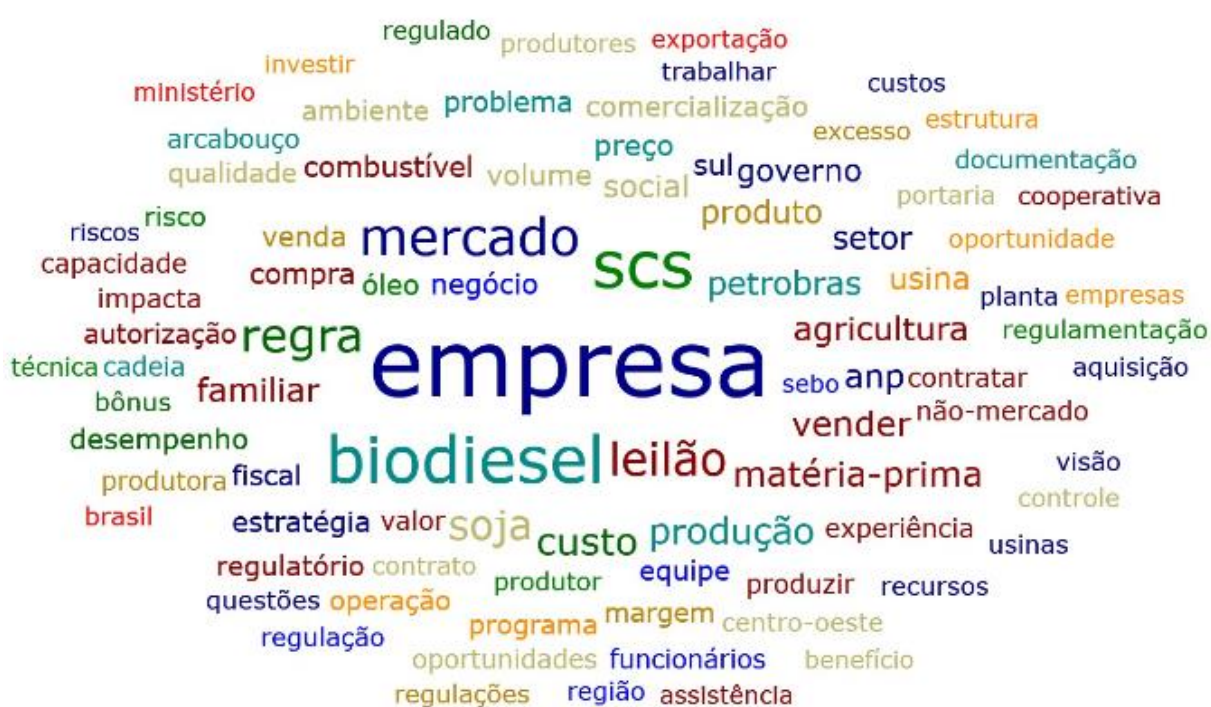 regulado produtores exportação
investir trabalhar custos
ministério ambiente problema comercialização excesso estrutura
arcabouço preço documentação
qualidade combustível volume social sul governo portaria cooperativa
risco produto
riscos venda mercado scs setor oportunidade
capacidade compra óleo negócio petrobras usina planta empresas
impacta
autorização regra empresa agricultura regulamentação
técnica cadeia familiar sebo anp contratar aquisição
bônus vender não-mercado
desempenho biodiesel leilão matéria-prima visão
produtora fiscal controle
brasil estratégia valor soja custo produção experiência usinas
regulatório contrato produtor equipe produzir recursos
questões operação margem
regulação programa centro-oeste
oportunidades funcionários benefício
regulações região assistência